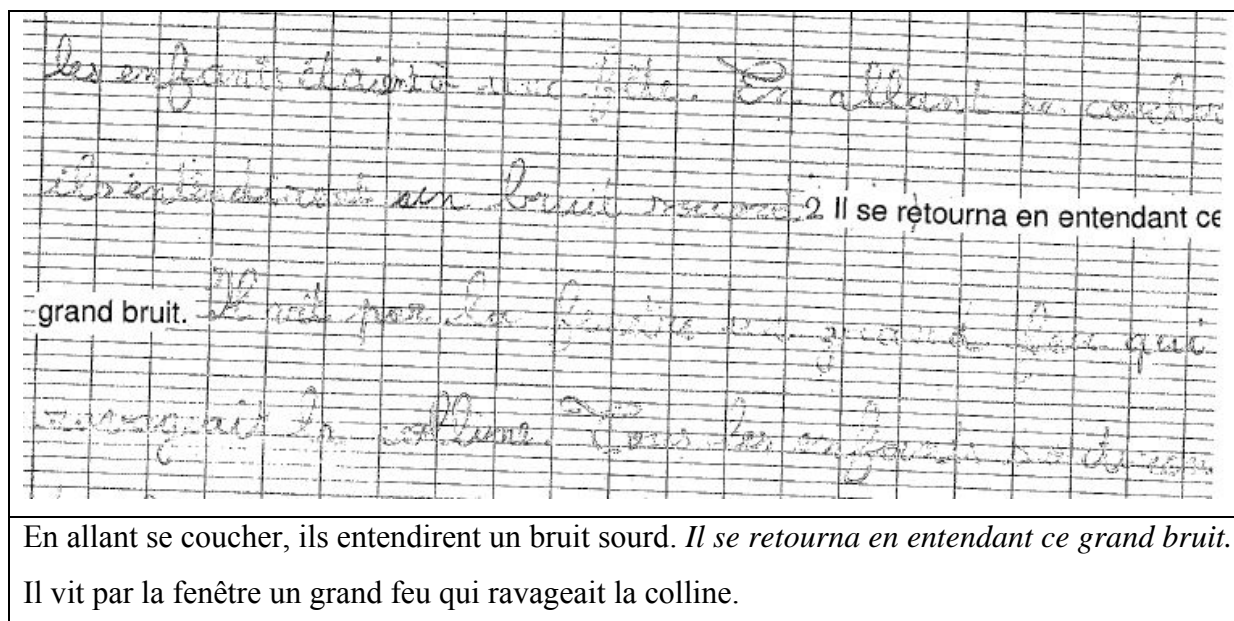 les enfants étaient à une fête. En allant se coucher
ils entendirent un bruit sourd 2 Il se retourna en entendant ce
grand bruit. Il vit par la fenêtre un grand feu qui
ravageait la colline. Tous les enfants
En allant se coucher, ils entendirent un bruit sourd. Il se retourna en entendant ce grand bruit.
Il vit par la fenêtre un grand feu qui ravageait la colline.